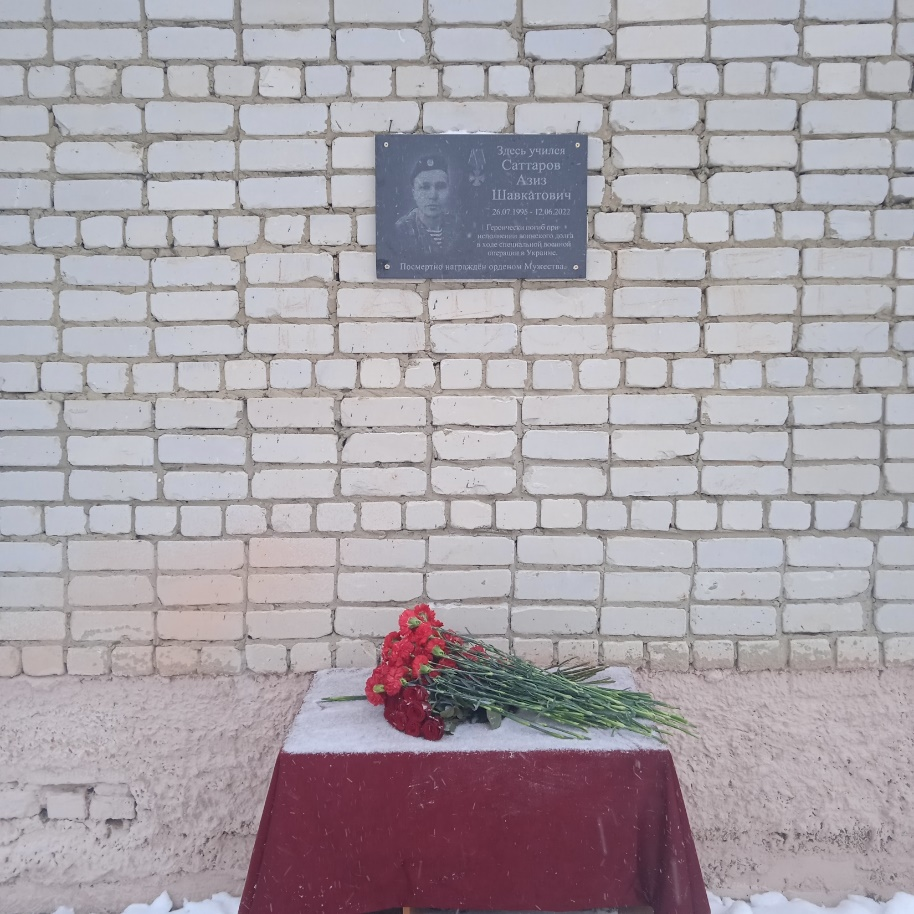 Здесь учился
Саттаров
Азиз
Шавкатович
26.07.1995 - 12.06.2022
Героически погиб при
исполнении воинского долга
в ходе специальной военной
операции в Украине.
Посмертно награждён орденом Мужества.